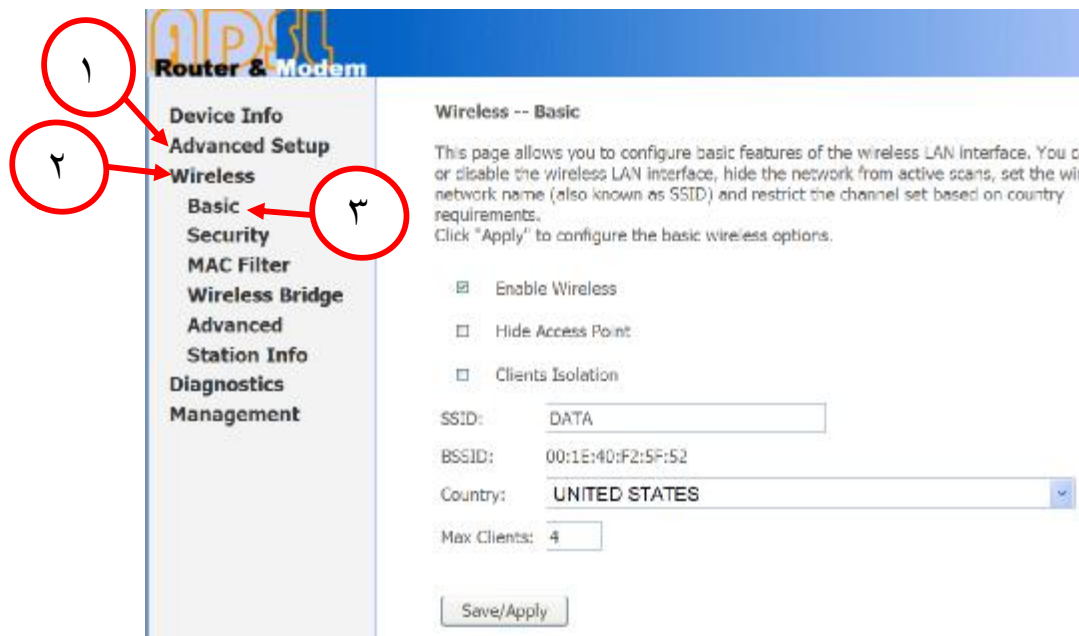 ADSL
Router & Modem
١
٢
٣
Device Info
Advanced Setup
Wireless
Basic
Security
MAC Filter
Wireless Bridge
Advanced
Station Info
Diagnostics
Management
Wireless -- Basic
This page allows you to configure basic features of the wireless LAN interface. You c
or disable the wireless LAN interface, hide the network from active scans, set the wi
network name (also known as SSID) and restrict the channel set based on country
requirements.
Click "Apply" to configure the basic wireless options.
Enable Wireless
Hide Access Point
Clients Isolation
SSID: DATA
BSSID: 00:1E:40:F2:5F:52
Country: UNITED STATES
Max Clients: 4
Save/Apply